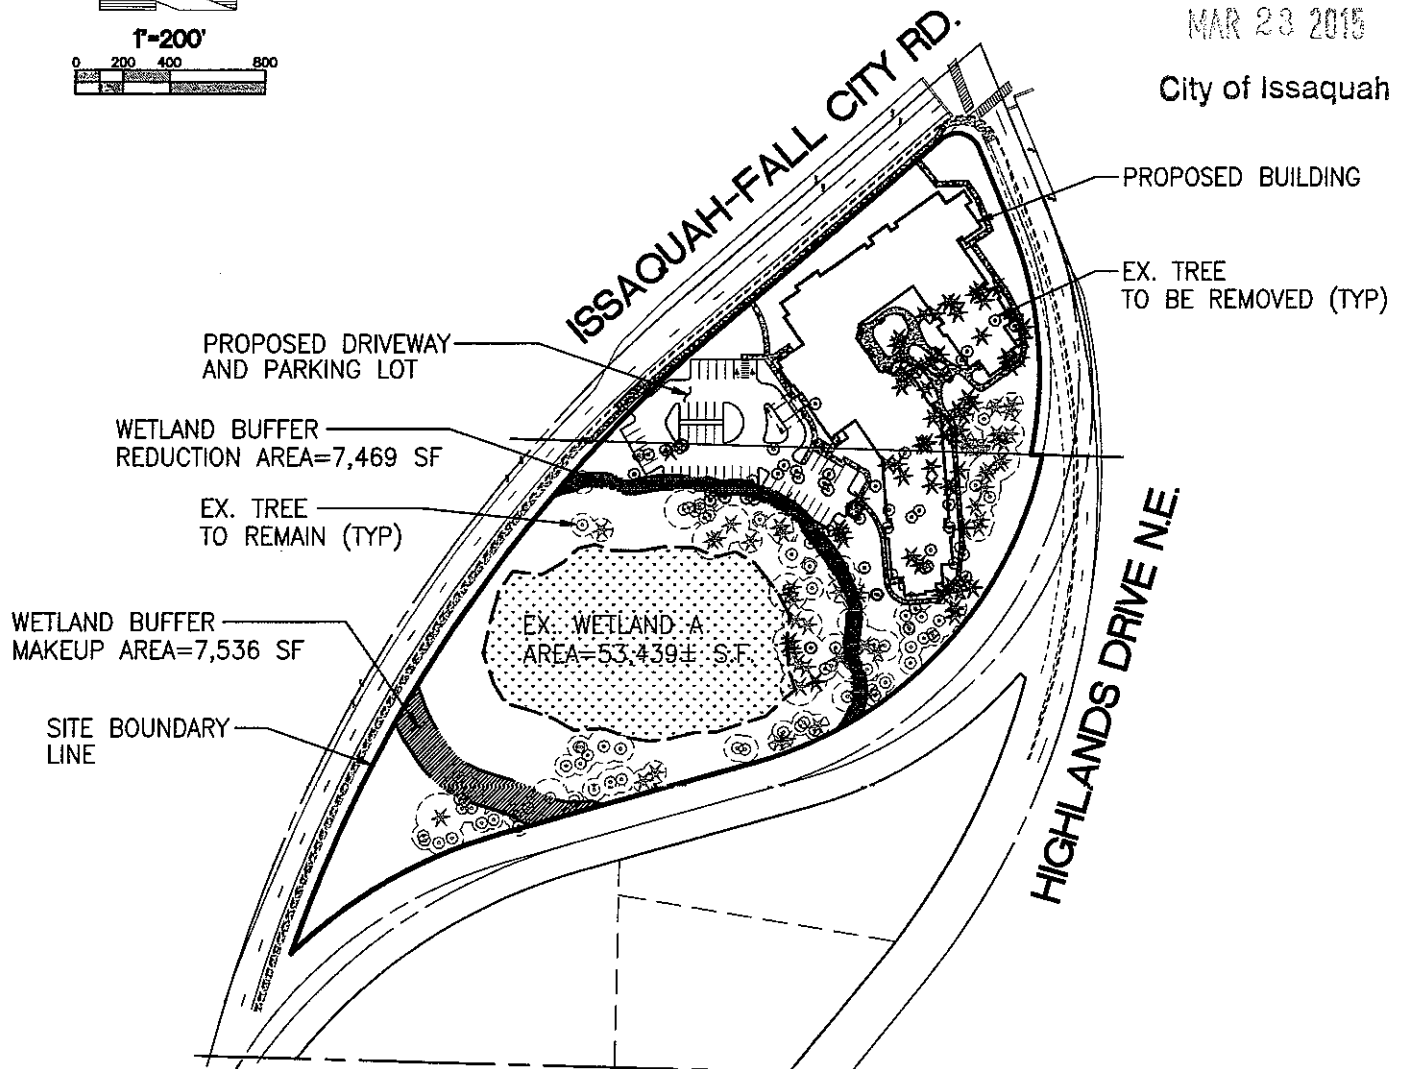 1"=200'
0 200 400 800
MAR 23 2015
City of Issaquah
ISSAQUAH-FALL CITY RD.
PROPOSED BUILDING
EX. TREE
TO BE REMOVED (TYP)
PROPOSED DRIVEWAY
AND PARKING LOT
WETLAND BUFFER
REDUCTION AREA=7,469 SF
EX. TREE
TO REMAIN (TYP)
WETLAND BUFFER
MAKEUP AREA=7,536 SF
EX. WETLAND A
AREA=53,439± S.F.
SITE BOUNDARY
LINE
HIGHLANDS DRIVE N.E.